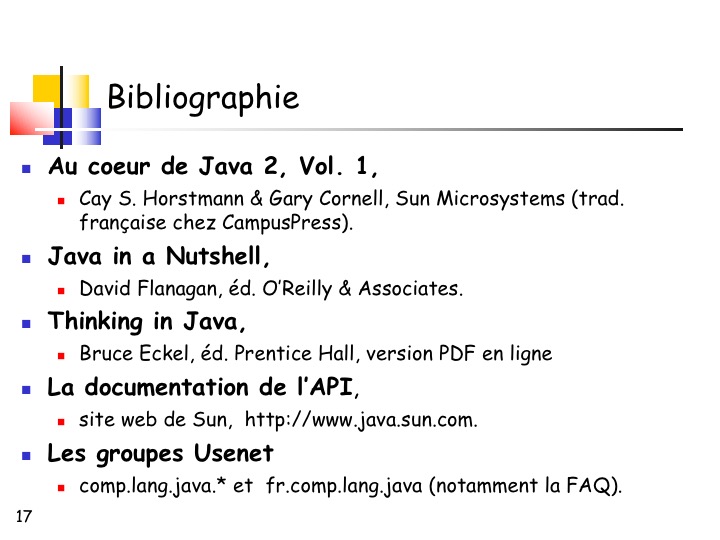 Bibliographie
Au coeur de Java 2, Vol. 1,
Cay S. Horstmann & Gary Cornell, Sun Microsystems (trad.
française chez CampusPress).
Java in a Nutshell,
David Flanagan, éd. O’Reilly & Associates.
Thinking in Java,
Bruce Eckel, éd. Prentice Hall, version PDF en ligne
La documentation de l’API,
site web de Sun,  http://www.java.sun.com.
Les groupes Usenet
comp.lang.java.* et  fr.comp.lang.java (notamment la FAQ).
17